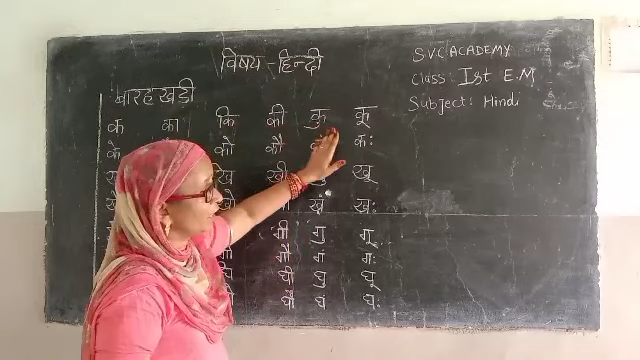 विषय - हिन्दी
SVC ACADEMY
Class: Ist E.M
Subject: Hindi
बारहखड़ी
क का कि की कु कू
के को कौ कः
खी खू
खं खः
गी गु गू
गौ गं गः
घी घु घू
घौ घं घः